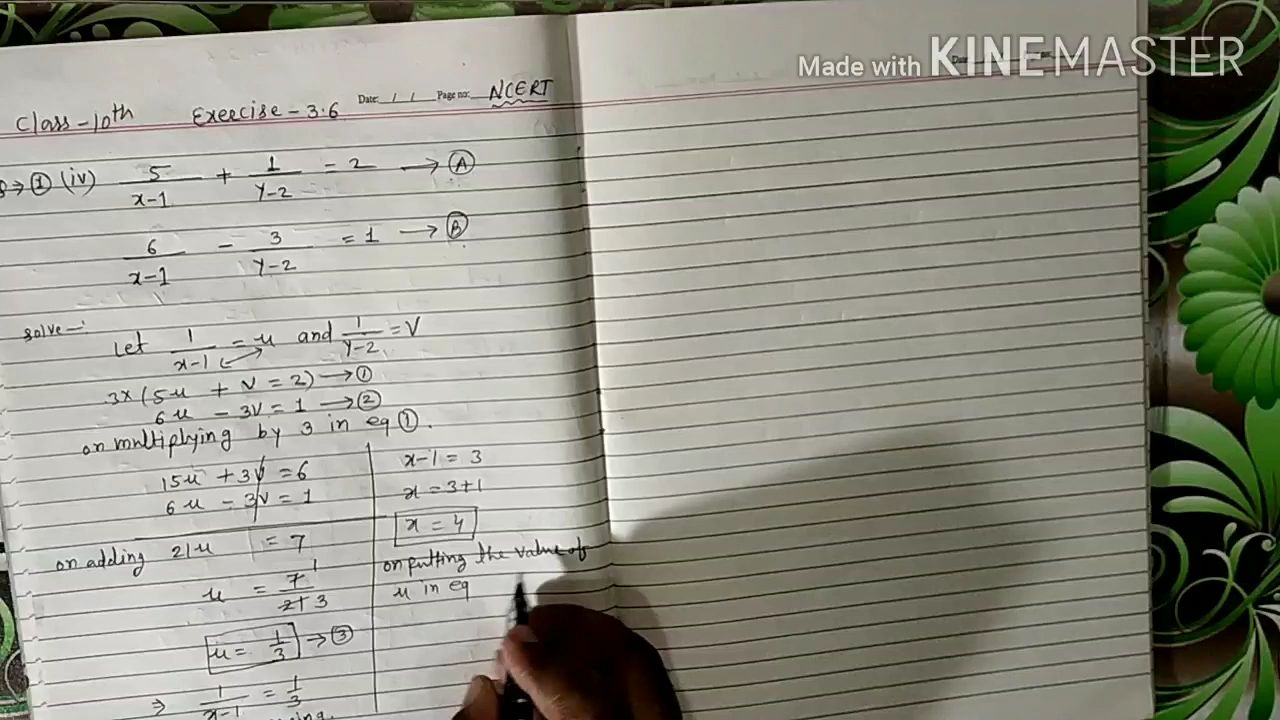 Made with KINEMASTER
Class-10th Exercise-3.6 Date: / / Page no: NCERT
① (iv) 5/(x-1) + 1/(y-2) = 2 → Ⓐ
6/(x-1) - 3/(y-2) = 1 → Ⓑ
Solve-:
Let 1/(x-1) = u and 1/(y-2) = V
3×(5u + v = 2) → ①
6u - 3v = 1 → ②
on multiplying by 3 in eq ①.
15u + 3v = 6
6u - 3v = 1
on adding 21u = 7
u = 7/21 1/3
u = 1/3 → ③
⇒ 1/(x-1) = 1/3
x-1 = 3
x = 3+1
x = 4
on putting the value of
u in eq